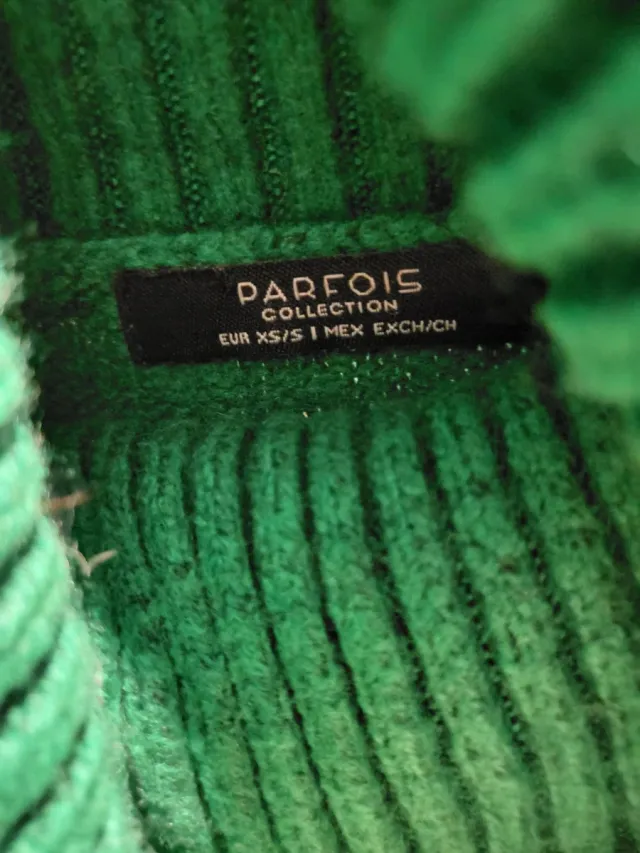 PARFOIS
COLLECTION
EUR XS/S | MEX EXCH/CH